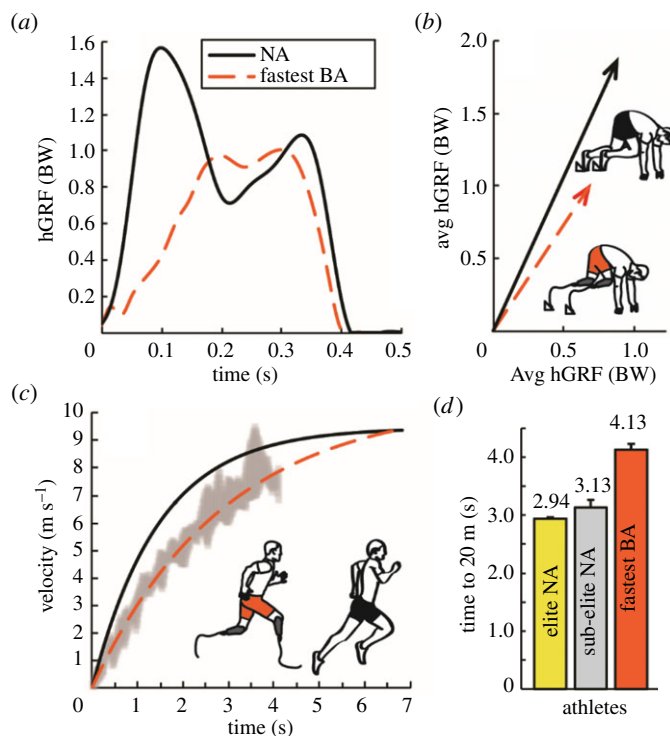 (a)
hGRF (BW)
1.6
1.4
1.2
1.0
0.8
0.6
0.4
0.2
0
0.1
0.2
0.3
0.4
0.5
time (s)
NA
fastest BA
(b)
avg hGRF (BW)
2.0
1.5
1.0
0.5
0
0.5
1.0
Avg hGRF (BW)
(c)
velocity (m s⁻¹)
10
9
8
7
6
5
4
3
2
1
0
1
2
3
4
5
6
7
time (s)
(d)
time to 20 m (s)
4.0
3.0
2.0
1.0
0
2.94
3.13
4.13
elite NA
sub-elite NA
fastest BA
athletes